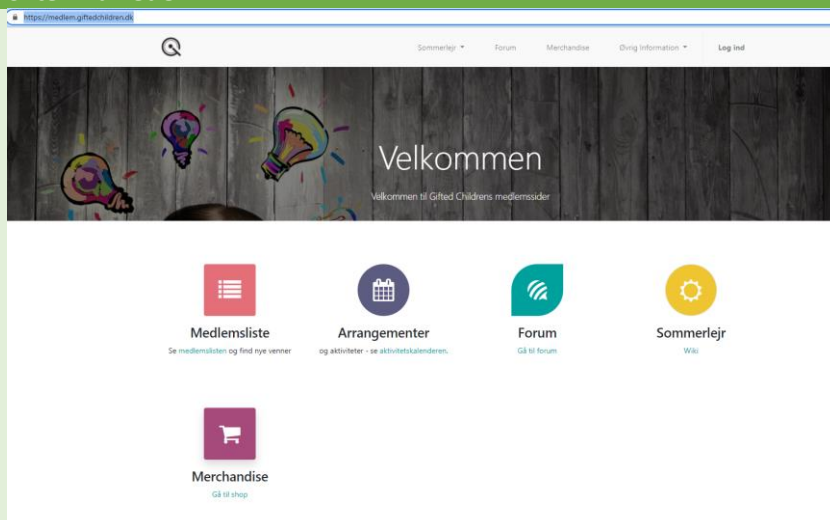 https://medlem.giftedchildren.dk
Sommerlejr Forum Merchandise Øvrig Information Log ind
Velkommen
Velkommen til Gifted Childrens medlemssider
Medlemsliste
Se medlemslisten og find nye venner
Arrangementer
og aktiviteter - se aktivitetskalenderen.
Forum
Gå til forum
Sommerlejr
Wiki
Merchandise
Gå til shop